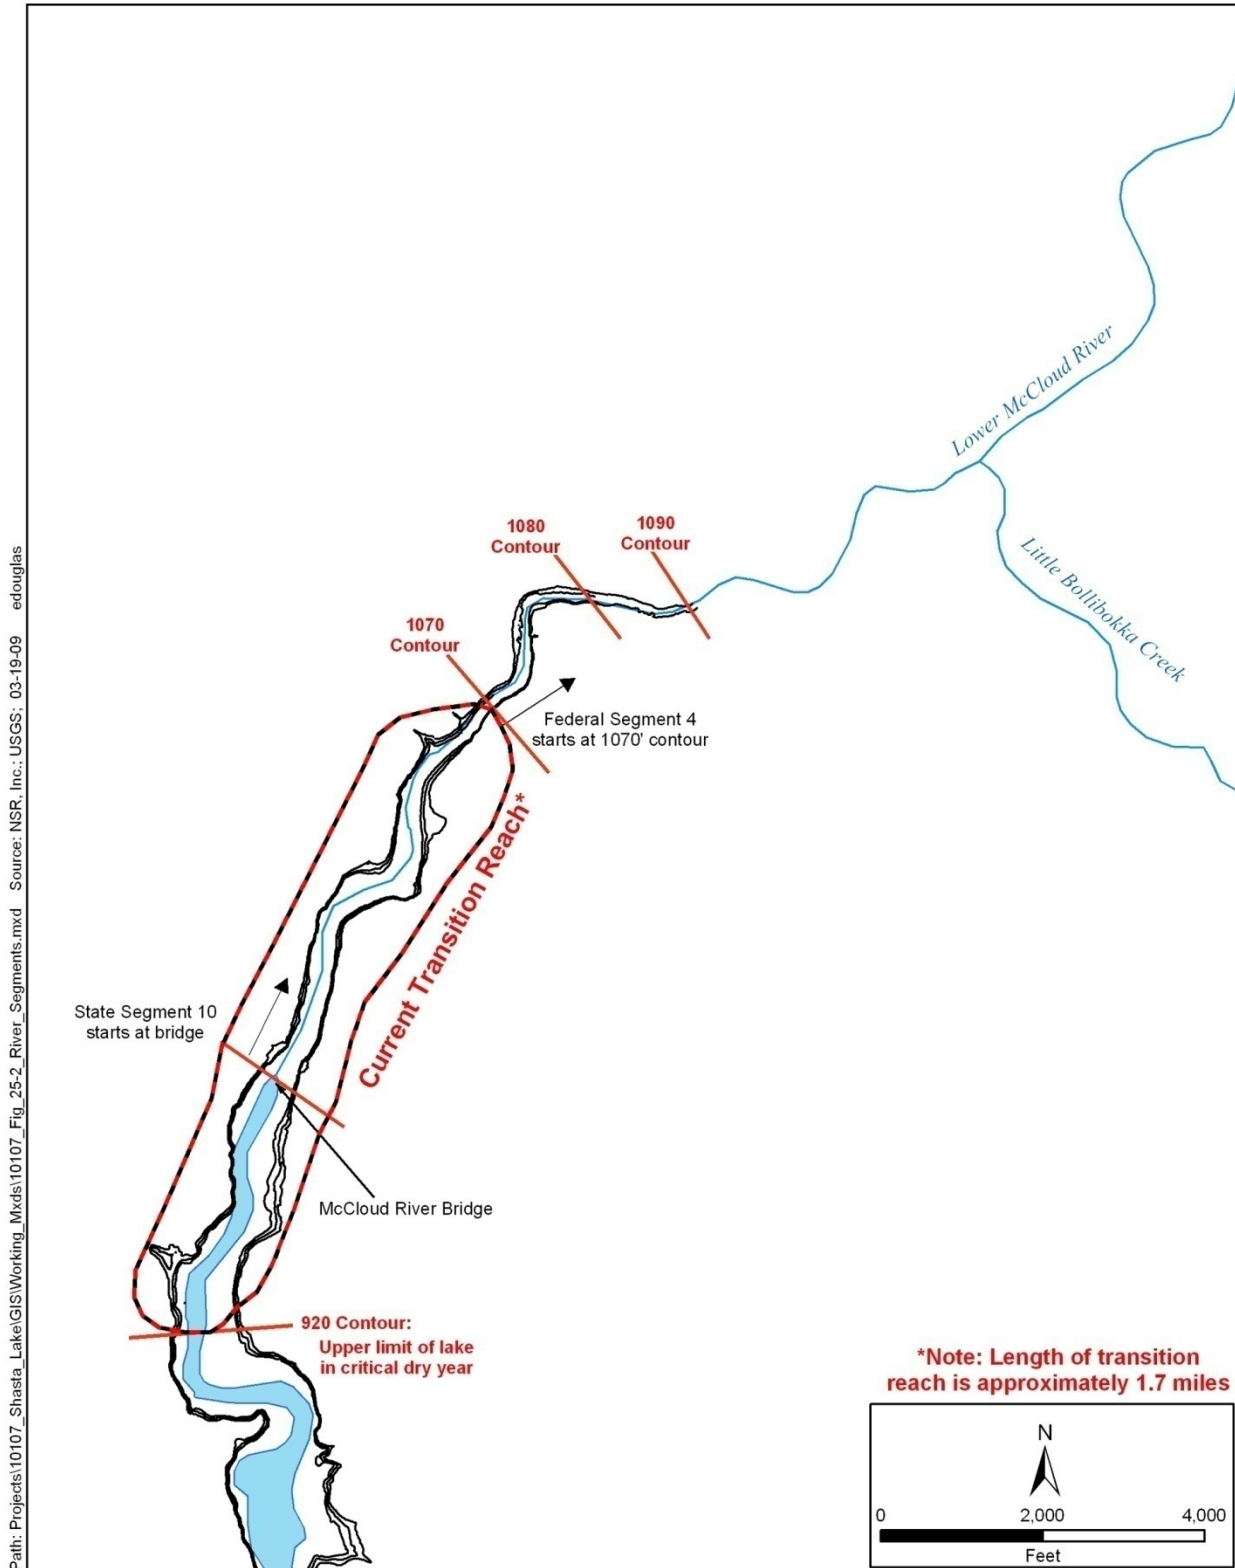 Lower McCloud River
Little Bollibokka Creek
1080
Contour
1090
Contour
1070
Contour
Federal Segment 4
starts at 1070' contour
Current Transition Reach*
State Segment 10
starts at bridge
McCloud River Bridge
920 Contour:
Upper limit of lake
in critical dry year
*Note: Length of transition
reach is approximately 1.7 miles
N
0 2,000 4,000
Feet
Path: Projects\10107_Shasta_Lake\GIS\Working_Mxds\10107_Fig_25-2_River_Segments.mxd Source: NSR, Inc.; USGS; 03-19-09 edouglas